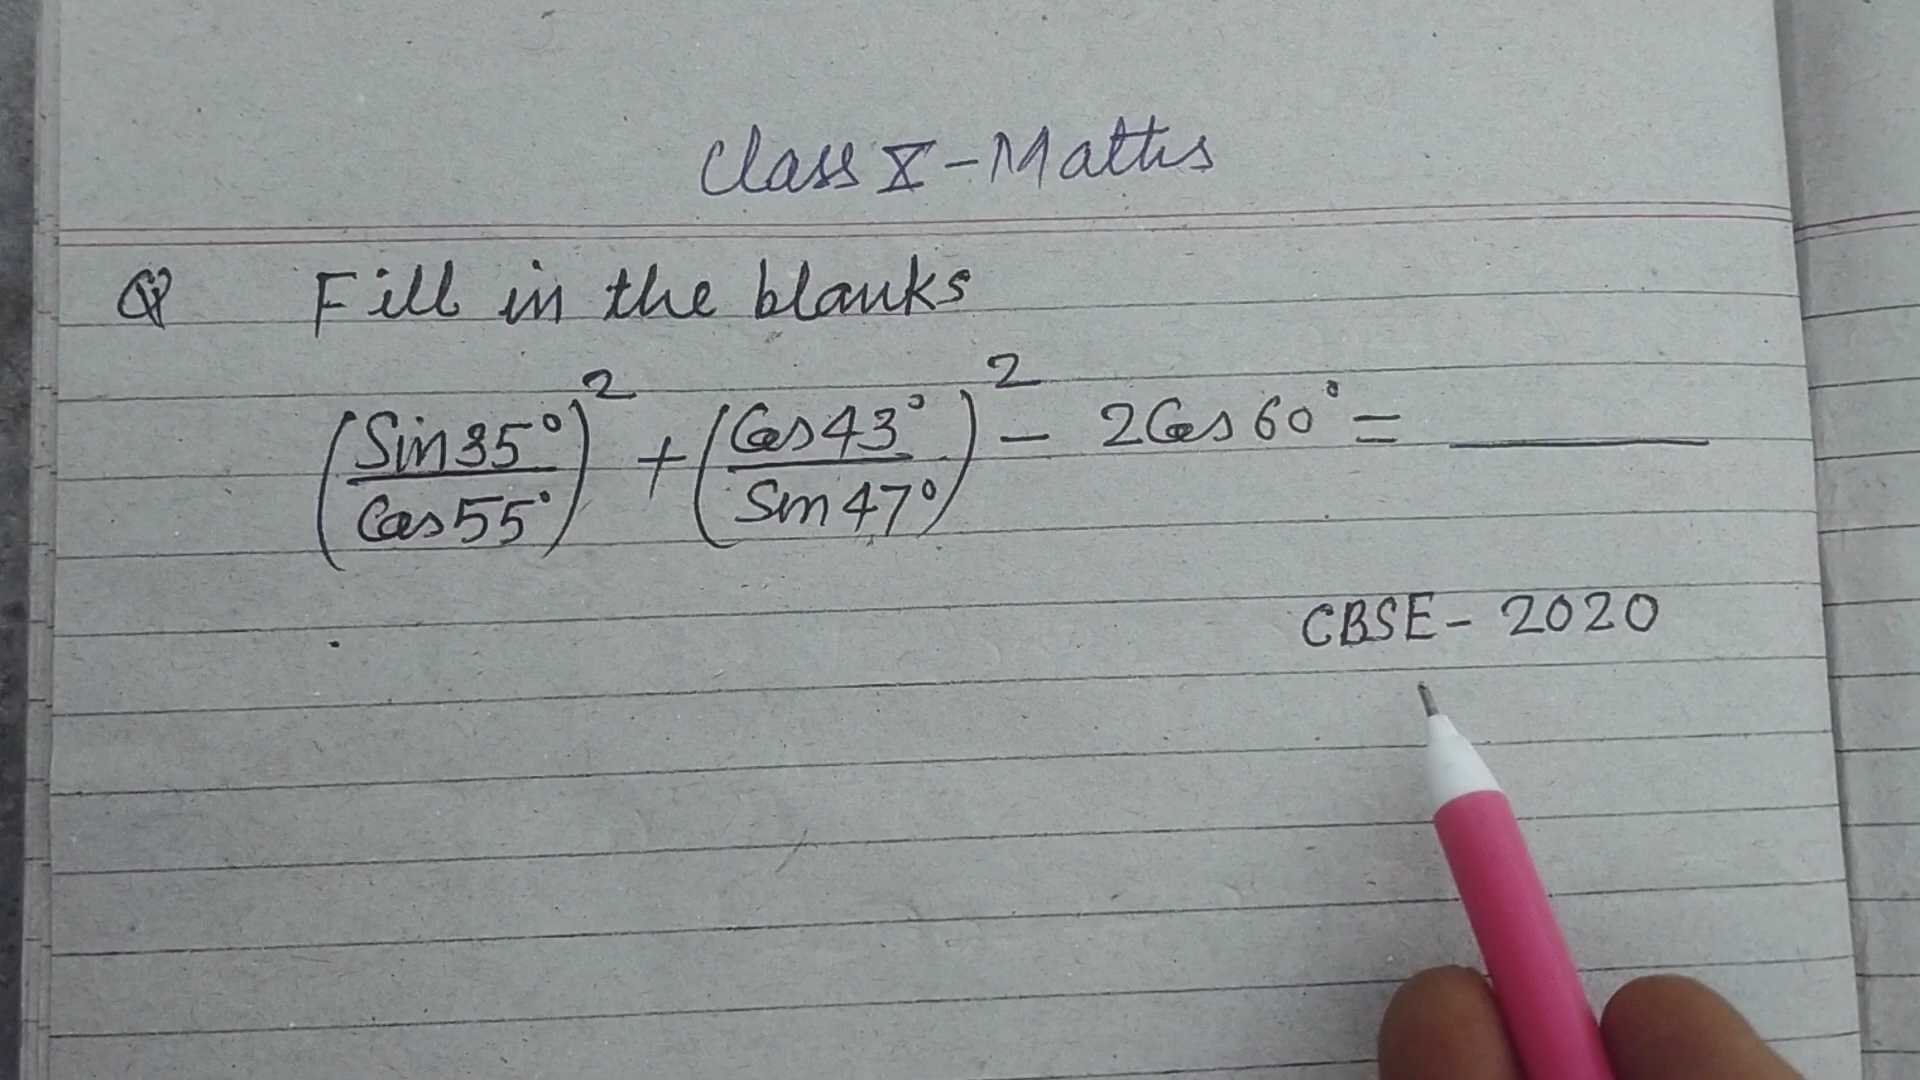 Class X - Maths
Q Fill in the blanks
(Sin35°/Cos55°)² + (Cos43°/Sin47°)² - 2Cos60° = ______
CBSE - 2020